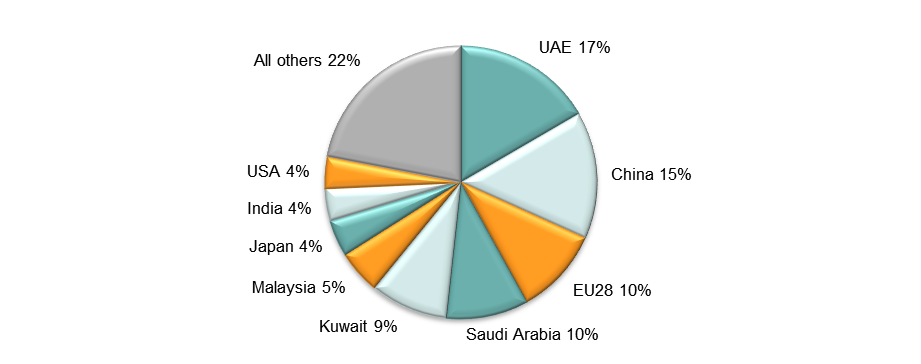 UAE 17%
China 15%
EU28 10%
Saudi Arabia 10%
Kuwait 9%
Malaysia 5%
Japan 4%
India 4%
USA 4%
All others 22%